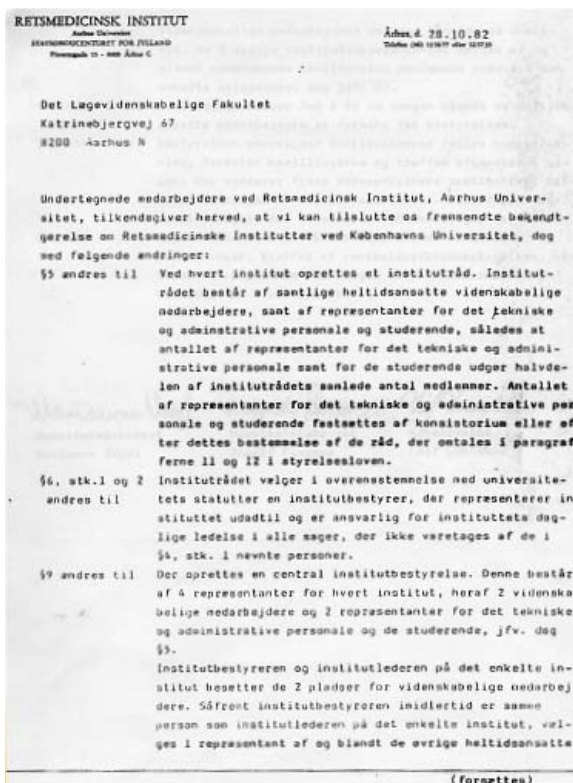 RETSMEDICINSK INSTITUT
Aarhus Universitet
STATSOBDUCENTURET FOR JYLLAND
Århus, d. 28.10.82
Det Lægevidenskabelige Fakultet
Katrinebjergvej 67
8200 Aarhus N
Undertegnede medarbejdere ved Retsmedicinsk Institut, Aarhus Univer-
sitet, tilkendegiver herved, at vi kan tilslutte os fremsendte bekendt-
gørelse om Retsmedicinske Institutter ved Københavns Universitet, dog
med følgende ændringer:
§5 ændres til Ved hvert institut oprettes et institutråd. Institut-
rådet består af samtlige heltidsansatte videnskabelige
medarbejdere, samt af repræsentanter for det tekniske
og adminstrative personale og studerende, således at
antallet af repræsentanter for det tekniske og admini-
strative personale samt for de studerende udgør halvde-
len af institutrådets samlede antal medlemmer. Antallet
af repræsentanter for det tekniske og administrative per
sonale og studerende fastsættes af konsistorium eller ef
ter dettes bestemmelse af de råd, der omtales i paragraf
ferne 11 og 12 i styrelsesloven.
§6, stk.1 og 2 Institutrådet vælger i overensstemmelse med universite-
ændres til tets statutter en institutbestyrer, der repræsenterer in
stituttet udadtil og er ansvarlig for instituttets dag-
lige ledelse i alle sager, der ikke varetages af de i
§4, stk. 1 nævnte personer.
§9 ændres til Der oprettes en central institutbestyrelse. Denne består
af 4 repræsentanter for hvert institut, heraf 2 videnska
belige medarbejdere og 2 repræsentanter for det tekniske
og administrative personale og de studerende, jfv. dog
§5.
Institutbestyreren og institutlederen på det enkelte in-
stitut besætter de 2 pladser for videnskabelige medarbej
dere. Såfremt institutbestyreren imidlertid er samme
person som institutlederen på det enkelte institut, væl-
ges 1 repræsentant af og blandt de øvrige heltidsansatte
(forsættes)